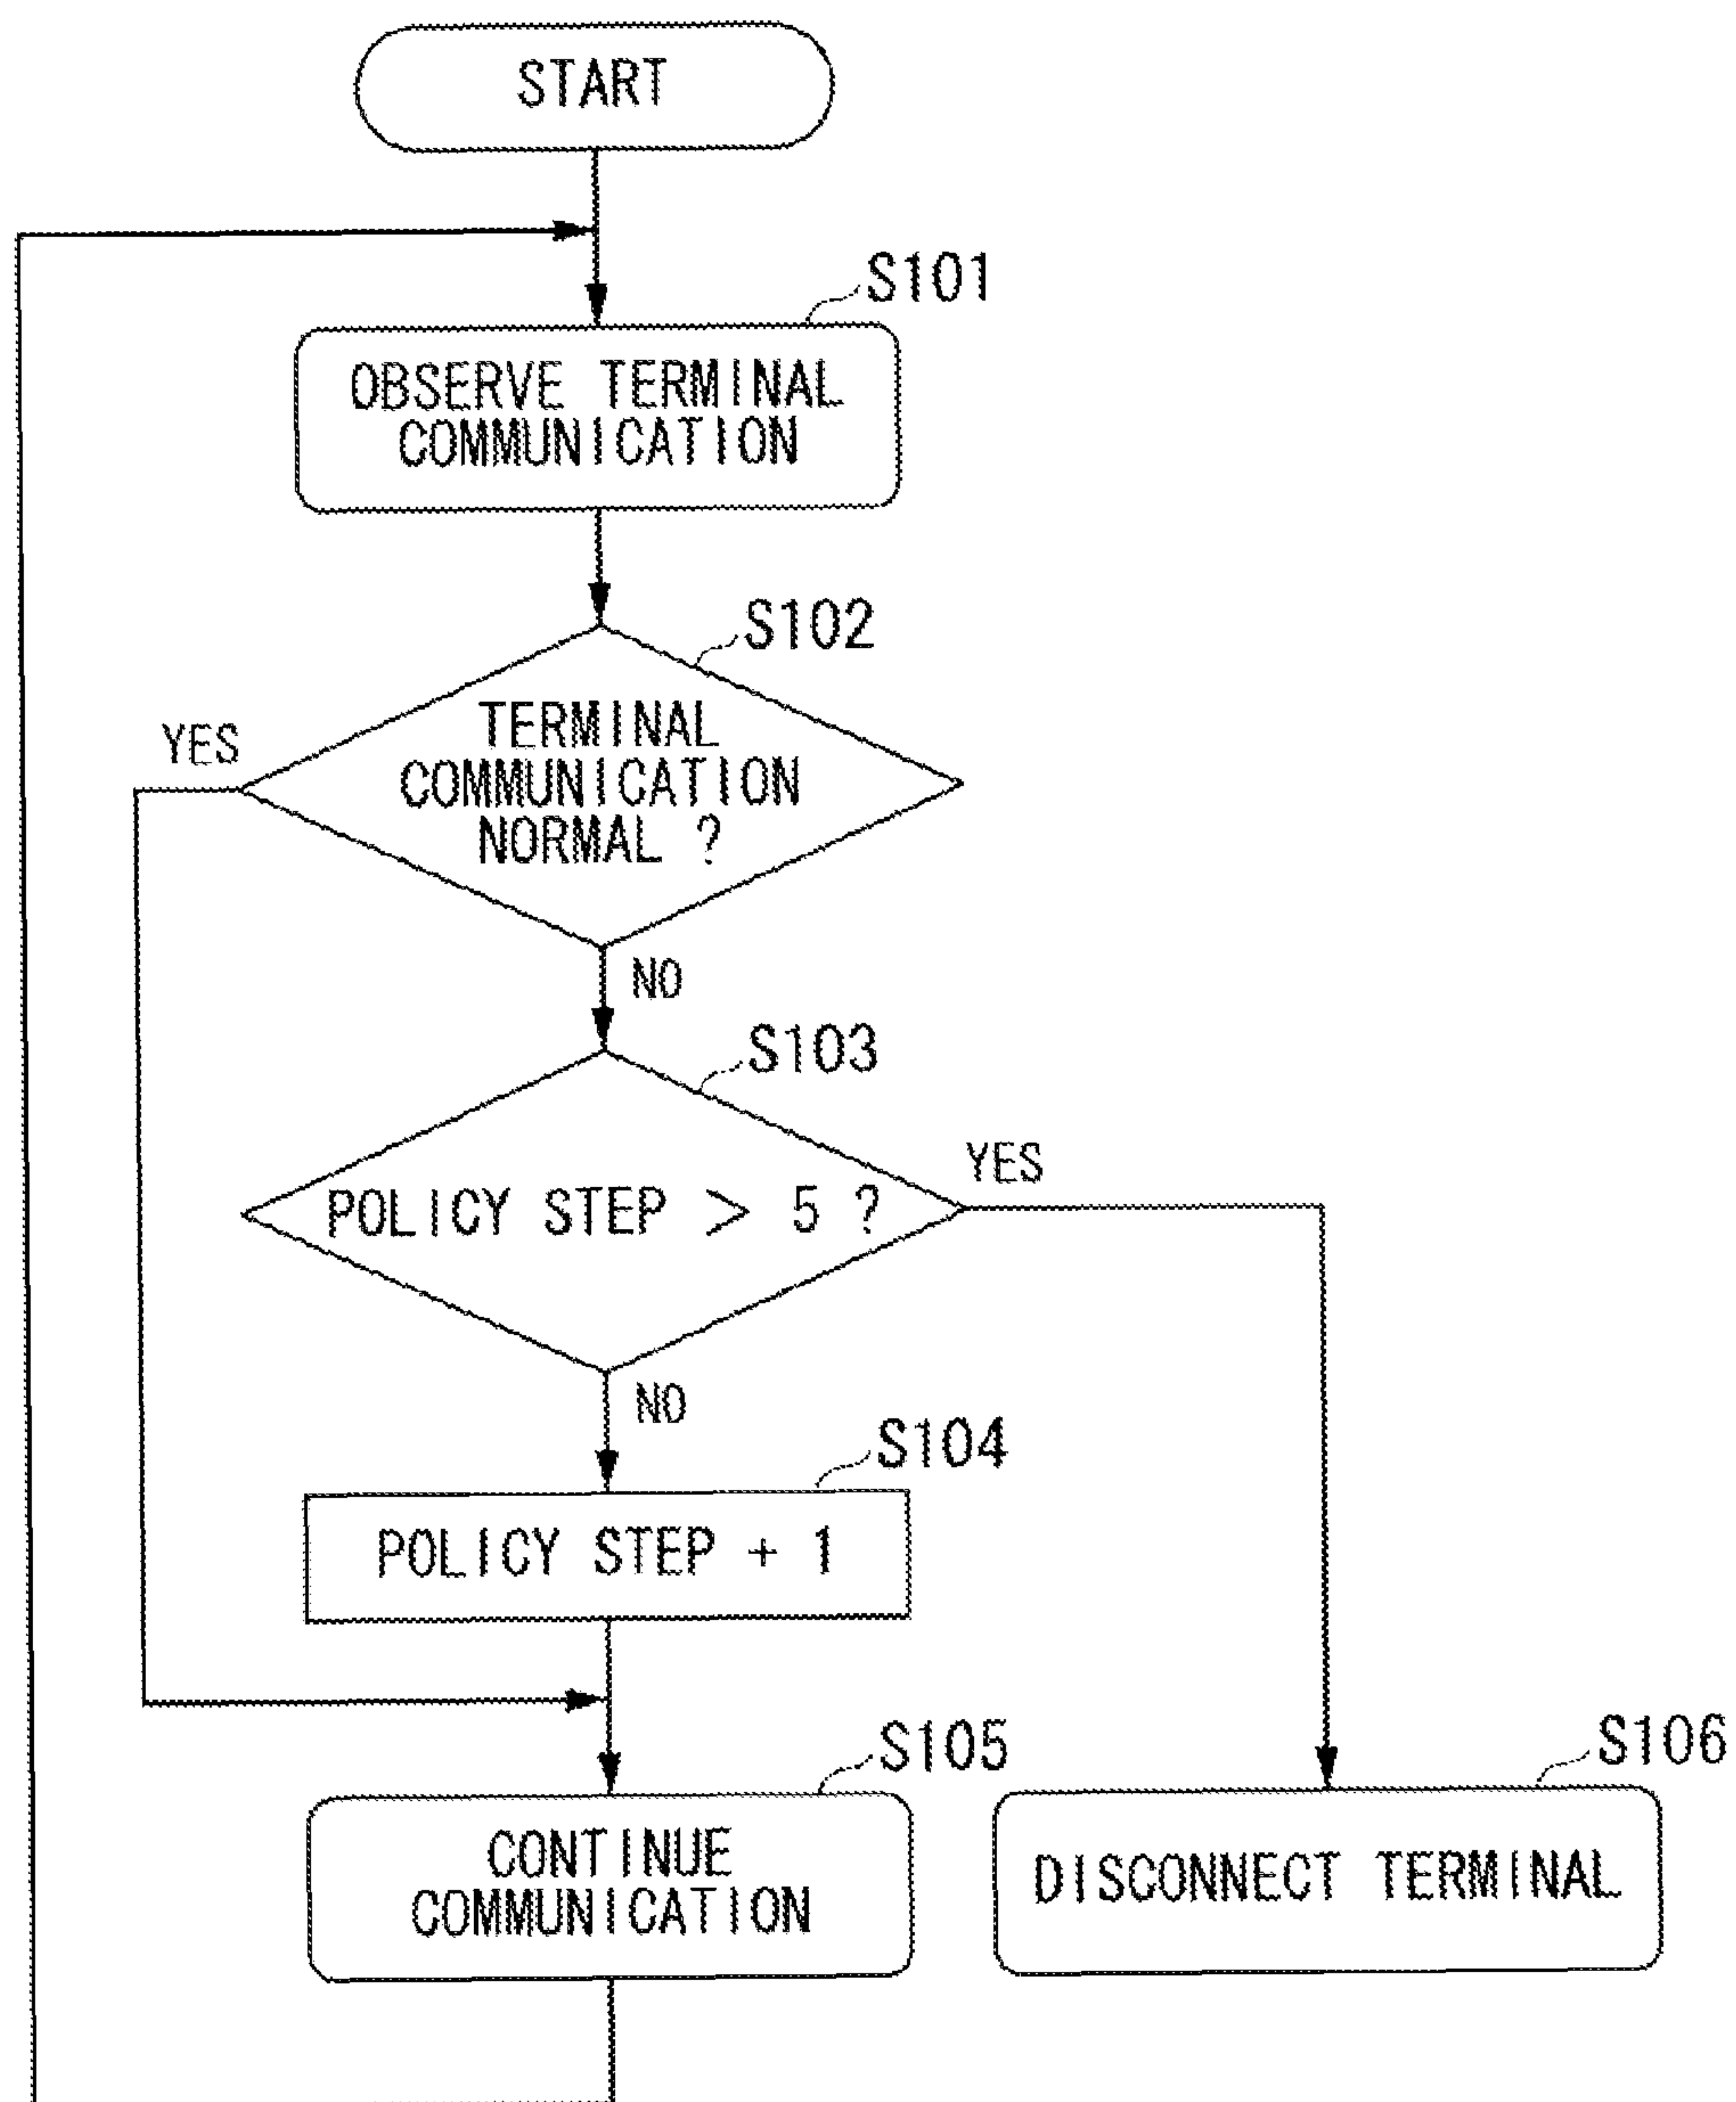 START
S101
OBSERVE TERMINAL
COMMUNICATION
S102
YES
TERMINAL
COMMUNICATION
NORMAL ?
NO
S103
YES
POLICY STEP > 5 ?
NO
S104
POLICY STEP + 1
S105
CONTINUE
COMMUNICATION
S106
DISCONNECT TERMINAL